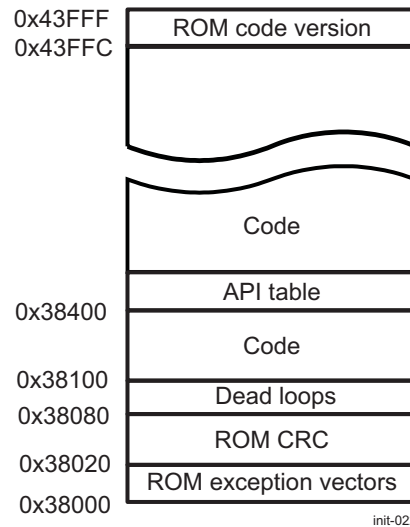 0x43FFF
ROM code version
0x43FFC
Code
API table
0x38400
Code
0x38100
Dead loops
0x38080
ROM CRC
0x38020
ROM exception vectors
0x38000
init-02